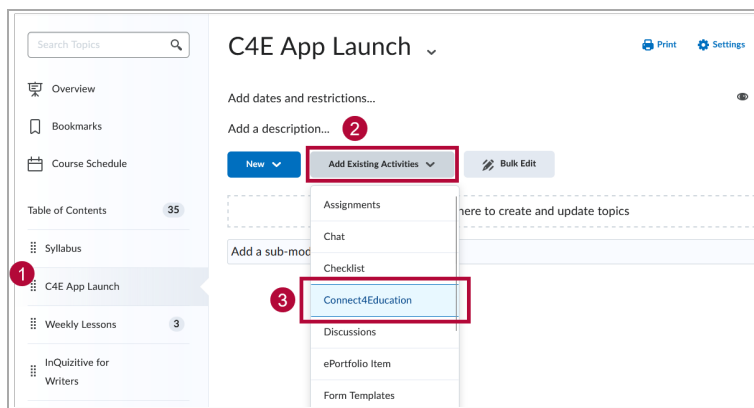 Search Topics
Overview
Bookmarks
Course Schedule
Table of Contents 35
Syllabus
1
C4E App Launch
Weekly Lessons 3
InQuizitive for
Writers
C4E App Launch
Print Settings
Add dates and restrictions...
Add a description... 2
New Add Existing Activities Bulk Edit
here to create and update topics
Add a sub-mod
Assignments
Chat
Checklist
3 Connect4Education
Discussions
ePortfolio Item
Form Templates